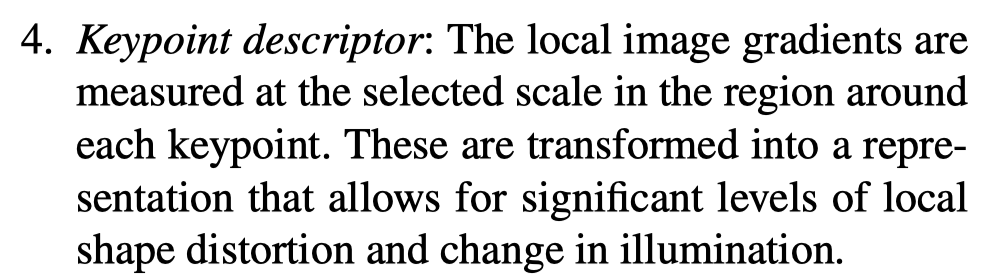 4. Keypoint descriptor: The local image gradients are
measured at the selected scale in the region around
each keypoint. These are transformed into a repre-
sentation that allows for significant levels of local
shape distortion and change in illumination.